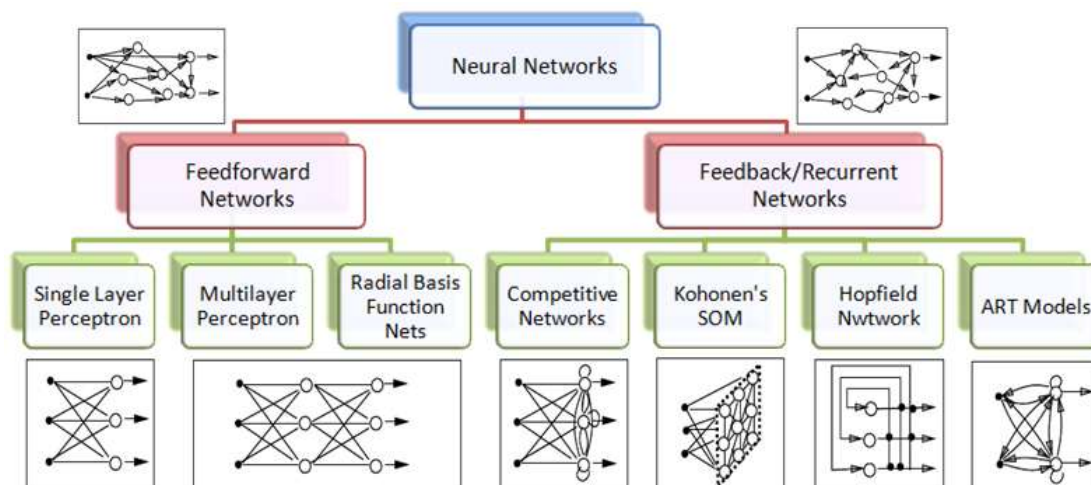 Neural Networks
Feedforward
Networks
Feedback/Recurrent
Networks
Single Layer
Perceptron
Multilayer
Perceptron
Radial Basis
Function
Nets
Competitive
Networks
Kohonen's
SOM
Hopfield
Nwtwork
ART Models